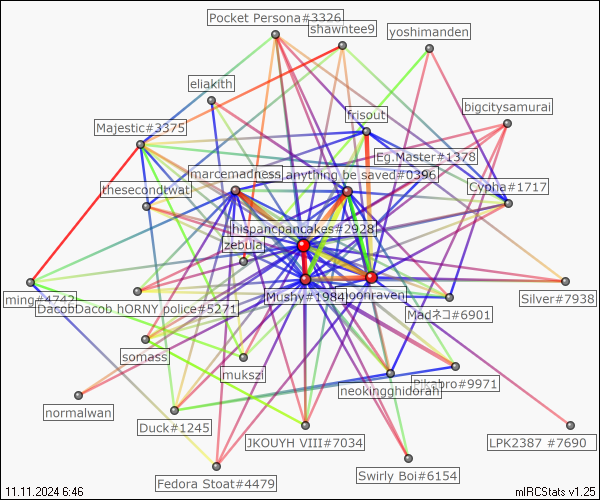 Pocket Persona#3326
shawntee9
yoshimanden
eliakith
bigcitysamurai
frisout
Majestic#3375
Eg.Master#1378
marcemadness
anything be saved#0396
thesecondtwat
Cypha#1717
hispancpancakes#2928
zebula
ming#4742
Mushy#1984
moonraven
Silver#7938
DacobDacob hORNY police#5271
Madネコ#6901
somass
mukszi
Pikabro#9971
neokingghidorah
normalwan
Duck#1245
JKOUYH VIII#7034
LPK2387 #7690
Swirly Boi#6154
Fedora Stoat#4479
11.11.2024 6:46
mIRCStats v1.25